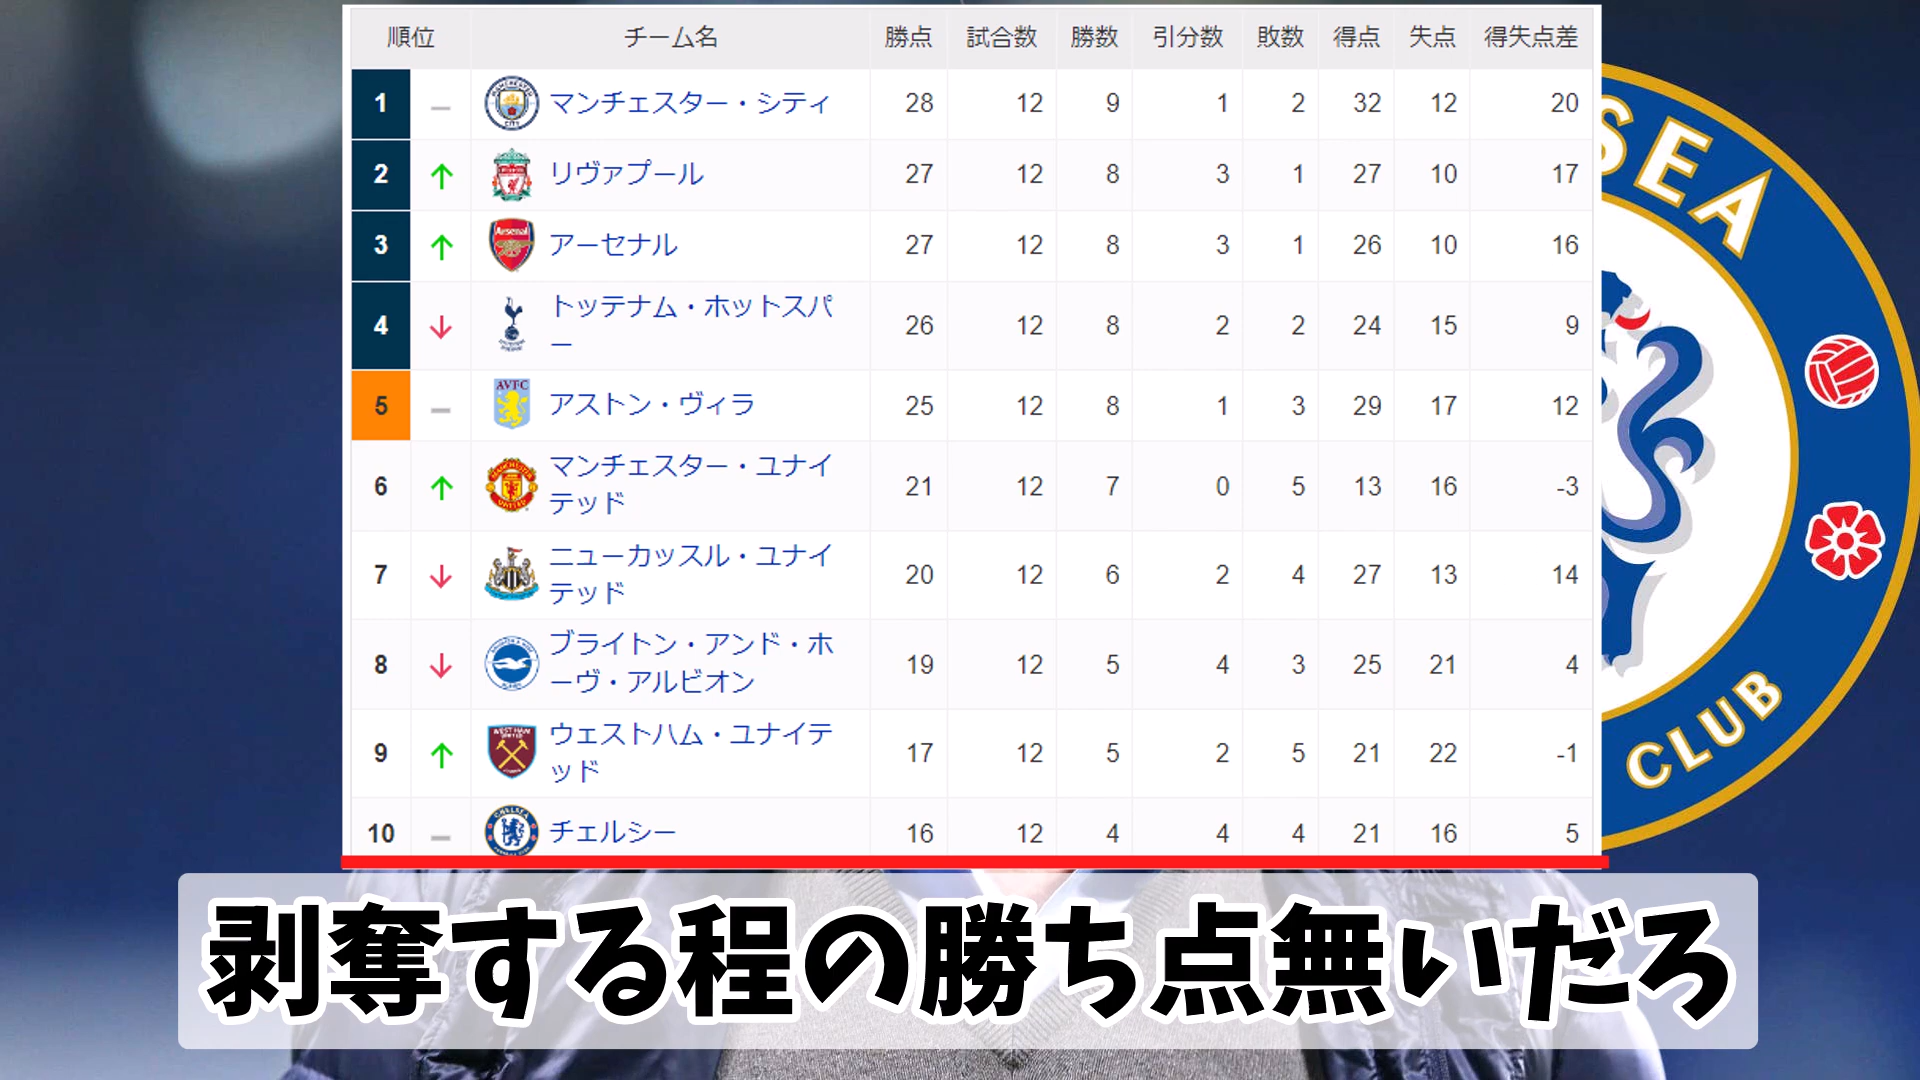 順位 チーム名 勝点 試合数 勝数 引分数 敗数 得点 失点 得失点差
1 – マンチェスター・シティ 28 12 9 1 2 32 12 20
2 ↑ リヴァプール 27 12 8 3 1 27 10 17
3 ↑ アーセナル 27 12 8 3 1 26 10 16
4 ↓ トッテナム・ホットスパ
ー 26 12 8 2 2 24 15 9
5 – アストン・ヴィラ 25 12 8 1 3 29 17 12
6 ↑ マンチェスター・ユナイ
テッド 21 12 7 0 5 13 16 -3
7 ↓ ニューカッスル・ユナイ
テッド 20 12 6 2 4 27 13 14
8 ↓ ブライトン・アンド・ホ
ーヴ・アルビオン 19 12 5 4 3 25 21 4
9 ↑ ウェストハム・ユナイテ
ッド 17 12 5 2 5 21 22 -1
10 – チェルシー 16 12 4 4 4 21 16 5
Arsenal
AVFC
SEA
CLUB
剥奪する程の勝ち点無いだろ